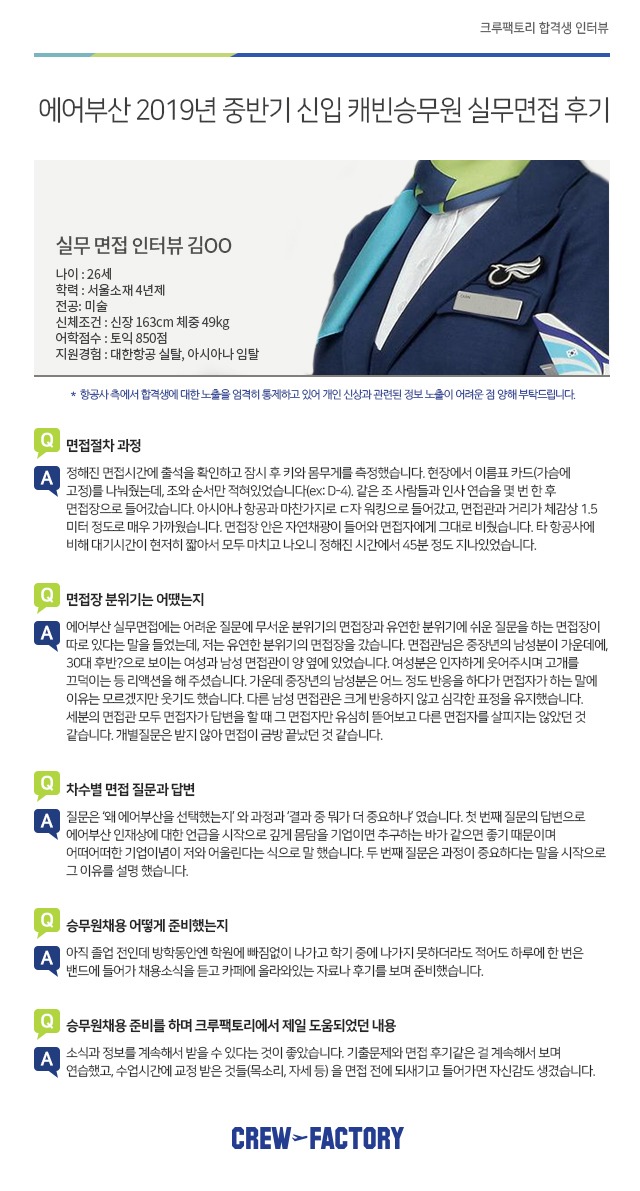 크루팩토리 합격생 인터뷰
에어부산 2019년 중반기 신입 캐빈승무원 실무면접 후기
실무 면접 인터뷰 김OO
나이 : 26세
학력 : 서울소재 4년제
전공: 미술
신체조건 : 신장 163cm 체중 49kg
어학점수 : 토익 850점
지원경험 : 대한항공 실탈, 아시아나 임탈
* 항공사 측에서 합격생에 대한 노출을 엄격히 통제하고 있어 개인 신상과 관련된 정보 노출이 어려운 점 양해 부탁드립니다.
Q 면접절차 과정
A 정해진 면접시간에 출석을 확인하고 잠시 후 키와 몸무게를 측정했습니다. 현장에서 이름표 카드(가슴에
고정)를 나눠줬는데, 조와 순서만 적혀있었습니다(ex: D-4). 같은 조 사람들과 인사 연습을 몇 번 한 후
면접장으로 들어갔습니다. 아시아나 항공과 마찬가지로 ㄷ자 워킹으로 들어갔고, 면접관과 거리가 체감상 1.5
미터 정도로 매우 가까웠습니다. 면접장 안은 자연채광이 들어와 면접자에게 그대로 비췄습니다. 타 항공사에
비해 대기시간이 현저히 짧아서 모두 마치고 나오니 정해진 시간에서 45분 정도 지나있었습니다.
Q 면접장 분위기는 어땠는지
A 에어부산 실무면접에는 어려운 질문에 무서운 분위기의 면접장과 유연한 분위기에 쉬운 질문을 하는 면접장이
따로 있다는 말을 들었는데, 저는 유연한 분위기의 면접장을 갔습니다. 면접관님은 중장년의 남성분이 가운데에,
30대 후반?으로 보이는 여성과 남성 면접관이 양 옆에 있었습니다. 여성분은 인자하게 웃어주시며 고개를
끄덕이는 등 리액션을 해 주셨습니다. 가운데 중장년의 남성분은 어느 정도 반응을 하다가 면접자가 하는 말에
이유는 모르겠지만 웃기도 했습니다. 다른 남성 면접관은 크게 반응하지 않고 심각한 표정을 유지했습니다.
세분의 면접관 모두 면접자가 답변을 할 때 그 면접자만 유심히 뜯어보고 다른 면접자를 살피지는 않았던 것
같습니다. 개별질문은 받지 않아 면접이 금방 끝났던 것 같습니다.
Q 차수별 면접 질문과 답변
A 질문은 '왜 에어부산을 선택했는지' 와 과정과 '결과 중 뭐가 더 중요하냐' 였습니다. 첫 번째 질문의 답변으로
에어부산 인재상에 대한 언급을 시작으로 깊게 몸담을 기업이면 추구하는 바가 같으면 좋기 때문이며
어떠어떠한 기업이념이 저와 어울린다는 식으로 말 했습니다. 두 번째 질문은 과정이 중요하다는 말을 시작으로
그 이유를 설명 했습니다.
Q 승무원채용 어떻게 준비했는지
A 아직 졸업 전인데 방학동안엔 학원에 빠짐없이 나가고 학기 중에 나가지 못하더라도 적어도 하루에 한 번은
밴드에 들어가 채용소식을 듣고 카페에 올라와있는 자료나 후기를 보며 준비했습니다.
Q 승무원채용 준비를 하며 크루팩토리에서 제일 도움되었던 내용
A 소식과 정보를 계속해서 받을 수 있다는 것이 좋았습니다. 기출문제와 면접 후기같은 걸 계속해서 보며
연습했고, 수업시간에 교정 받은 것들(목소리, 자세 등) 을 면접 전에 되새기고 들어가면 자신감도 생겼습니다.
CREW FACTORY